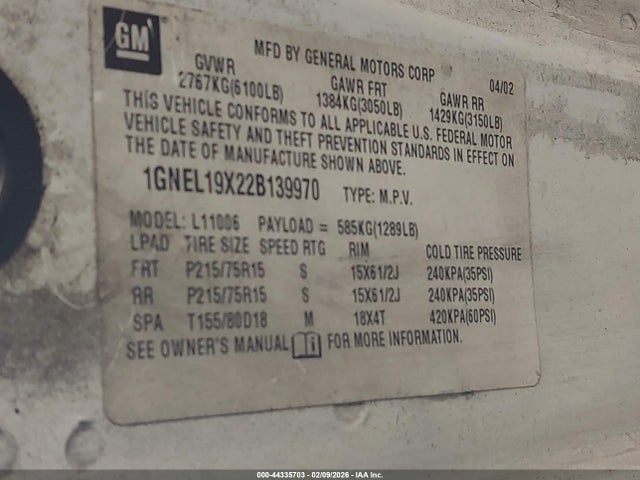 GM
MFD BY GENERAL MOTORS CORP 04/02
GVWR GAWR FRT GAWR RR
2767KG(6100LB) 1384KG(3050LB) 1429KG(3150LB)
THIS VEHICLE CONFORMS TO ALL APPLICABLE U.S. FEDERAL MOTOR
VEHICLE SAFETY AND THEFT PREVENTION STANDARDS IN EFFECT ON
THE DATE OF MANUFACTURE SHOWN ABOVE.
1GNEL19X22B139970 TYPE: M.P.V.
MODEL: L11006 PAYLOAD = 585KG(1289LB)
LPAD TIRE SIZE SPEED RTG RIM COLD TIRE PRESSURE
FRT P215/75R15 S 15X61/2J 240KPA(35PSI)
RR P215/75R15 S 15X61/2J 240KPA(35PSI)
SPA T155/80D18 M 18X4T 420KPA(60PSI)
SEE OWNER'S MANUAL i FOR MORE INFORMATION.
000-44335703 - 02/09/2026 - IAA Inc.